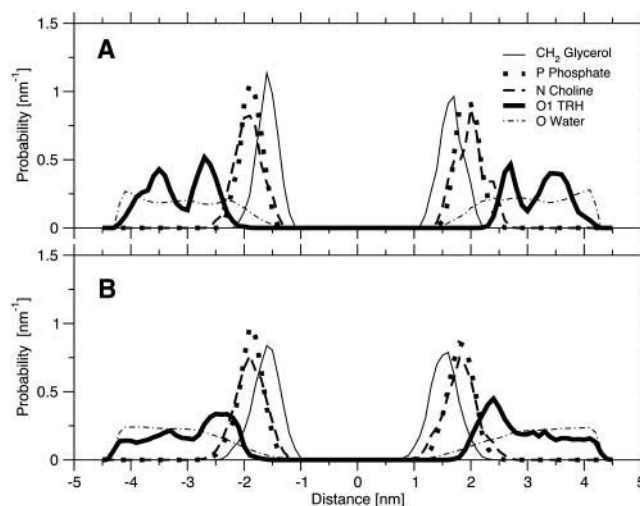 1.5
A
CH₂ Glycerol
P Phosphate
N Choline
O1 TRH
O Water
Probability [nm⁻¹]
1
0.5
0
1.5
B
Probability [nm⁻¹]
1
0.5
0
-5 -4 -3 -2 -1 0 1 2 3 4 5
Distance [nm]